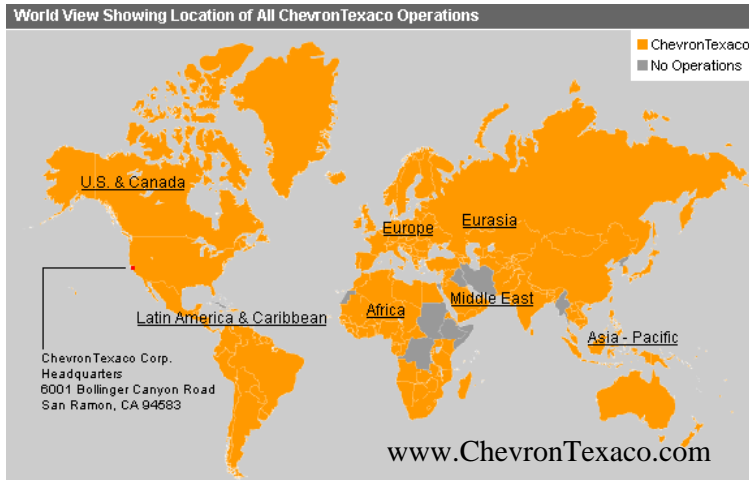 World View Showing Location of All ChevronTexaco Operations
ChevronTexaco
No Operations
U.S. & Canada
Europe
Eurasia
Middle East
Africa
Latin America & Caribbean
Asia - Pacific
ChevronTexaco Corp.
Headquarters
6001 Bollinger Canyon Road
San Ramon, CA 94583
www.ChevronTexaco.com